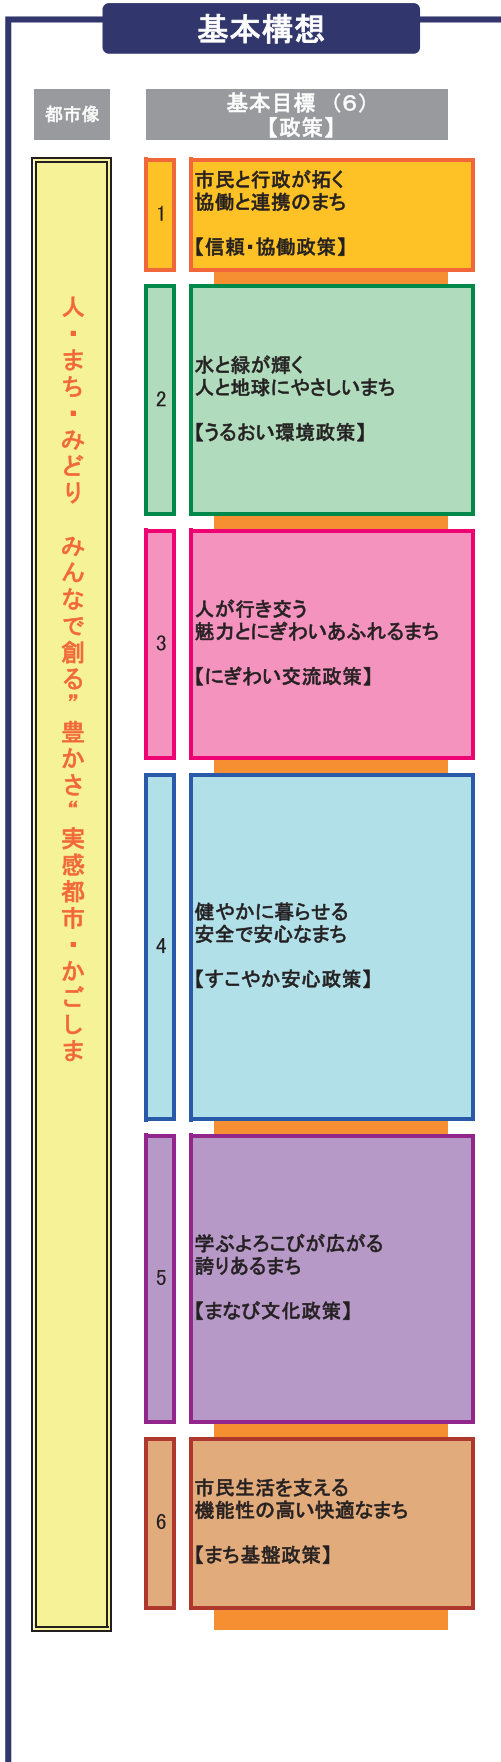 基本構想
都市像
基本目標 （６）
【政策】
人・まち・みどり　みんなで創る”豊かさ“実感都市・かごしま
1
市民と行政が拓く
協働と連携のまち
【信頼・協働政策】
2
水と緑が輝く
人と地球にやさしいまち
【うるおい環境政策】
3
人が行き交う
魅力とにぎわいあふれるまち
【にぎわい交流政策】
4
健やかに暮らせる
安全で安心なまち
【すこやか安心政策】
5
学ぶよろこびが広がる
誇りあるまち
【まなび文化政策】
6
市民生活を支える
機能性の高い快適なまち
【まち基盤政策】